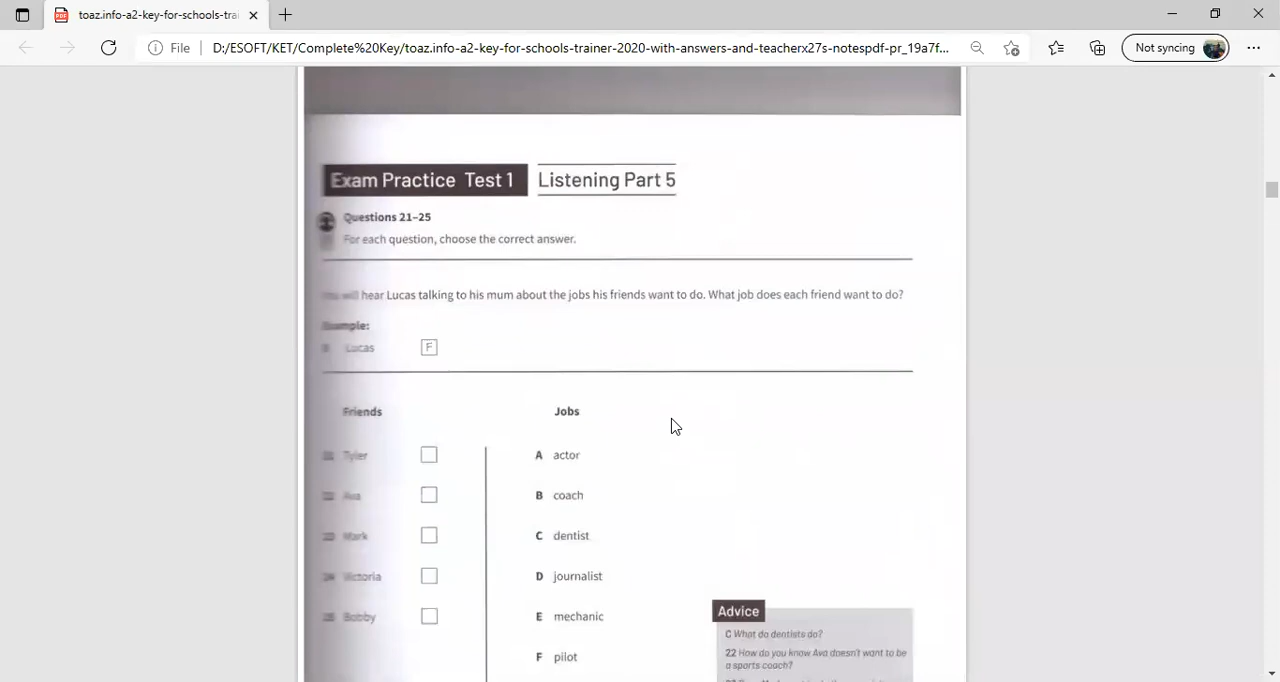 toaz.info-a2-key-for-schools-trai
File
D:/ESOFT/KET/Complete%20Key/toaz.info-a2-key-for-schools-trainer-2020-with-answers-and-teacherx27s-notespdf-pr_19a7f...
Not syncing
Exam Practice Test 1 Listening Part 5
Questions 21–25
For each question, choose the correct answer.
You will hear Lucas talking to his mum about the jobs his friends want to do. What job does each friend want to do?
Example:
Lucas F
Friends Jobs
Tyler A actor
Ava B coach
Mark C dentist
Victoria D journalist
Bobby E mechanic
F pilot
Advice
C What do dentists do?
22 How do you know Ava doesn't want to be
a sports coach?